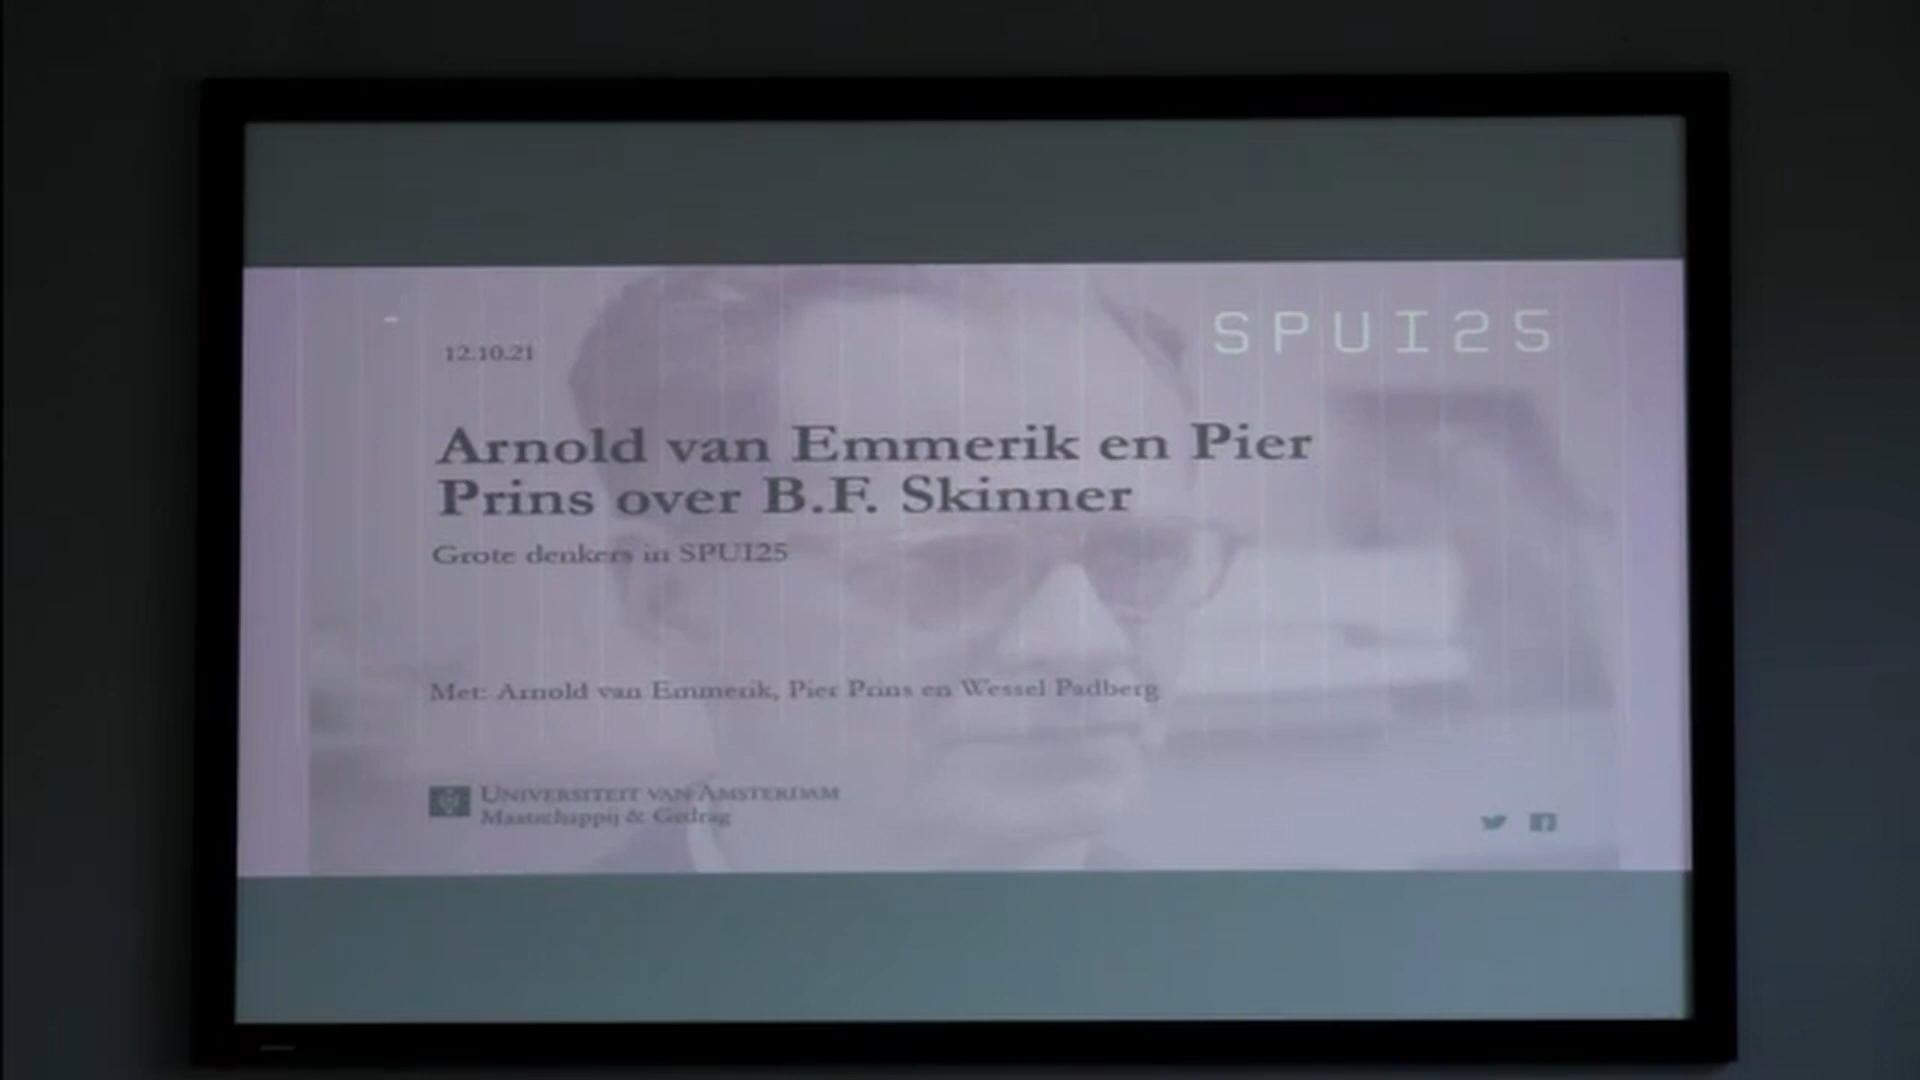 12.10.21
SPUI25
Arnold van Emmerik en Pier
Prins over B.F. Skinner
Grote denkers in SPUI25
Met: Arnold van Emmerik, Pier Prins en Wessel Padberg
UNIVERSITEIT VAN AMSTERDAM
Maatschappij & Gedrag